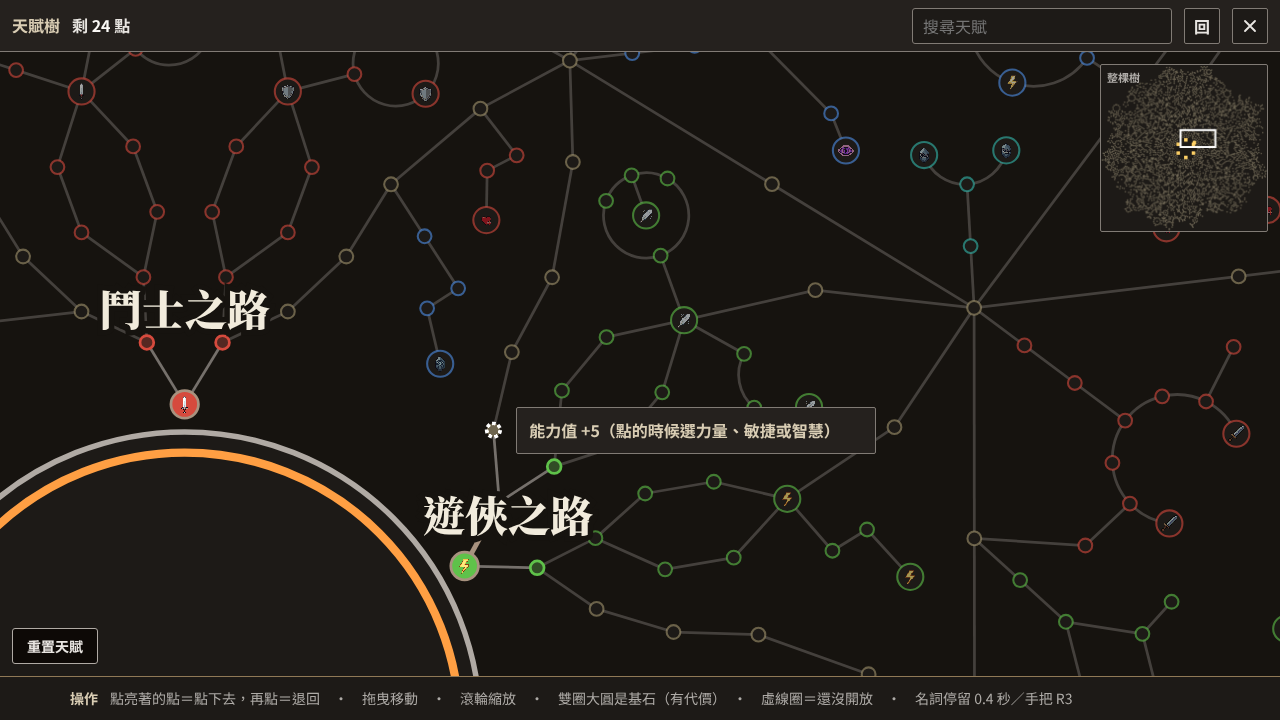 天賦樹 剩 24 點
搜尋天賦
回
整棵樹
鬥士之路
能力值 +5（點的時候選力量、敏捷或智慧）
遊俠之路
重置天賦
操作 點亮著的點＝點下去，再點＝退回 • 拖曳移動 • 滾輪縮放 • 雙圈大圓是基石（有代價） • 虛線圈＝還沒開放 • 名詞停留 0.4 秒／手把 R3